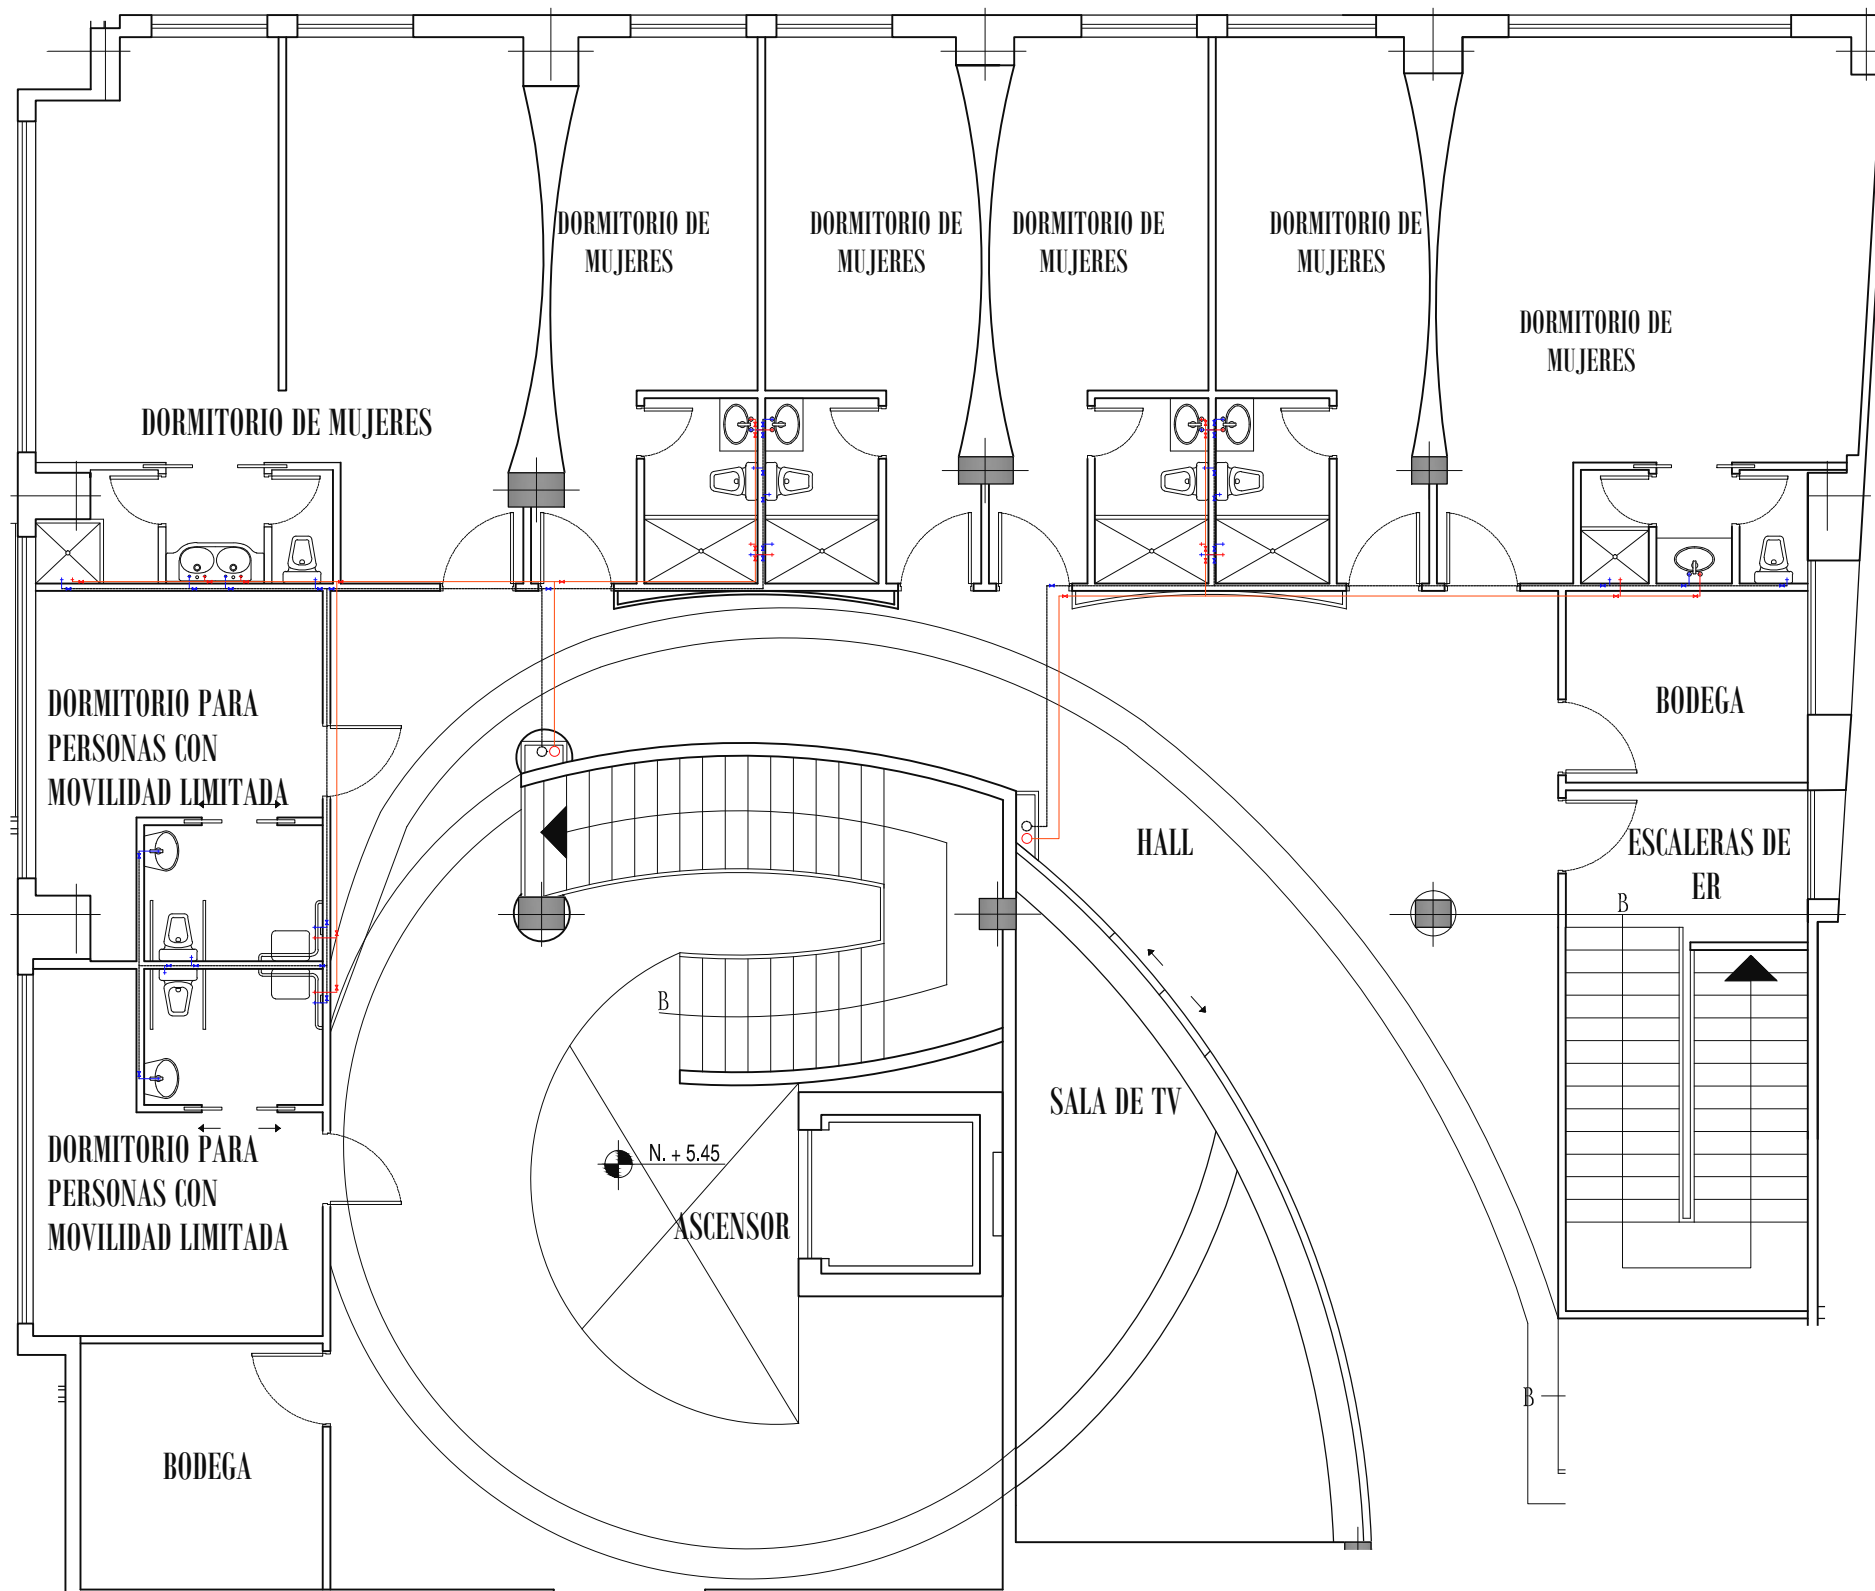 DORMITORIO DE
MUJERES
DORMITORIO DE
MUJERES
DORMITORIO DE
MUJERES
DORMITORIO DE
MUJERES
DORMITORIO DE
MUJERES
DORMITORIO DE MUJERES
DORMITORIO PARA
PERSONAS CON
MOVILIDAD LIMITADA
BODEGA
HALL
ESCALERAS DE
ER
B
B
SALA DE TV
N. + 5.45
ASCENSOR
DORMITORIO PARA
PERSONAS CON
MOVILIDAD LIMITADA
B
BODEGA